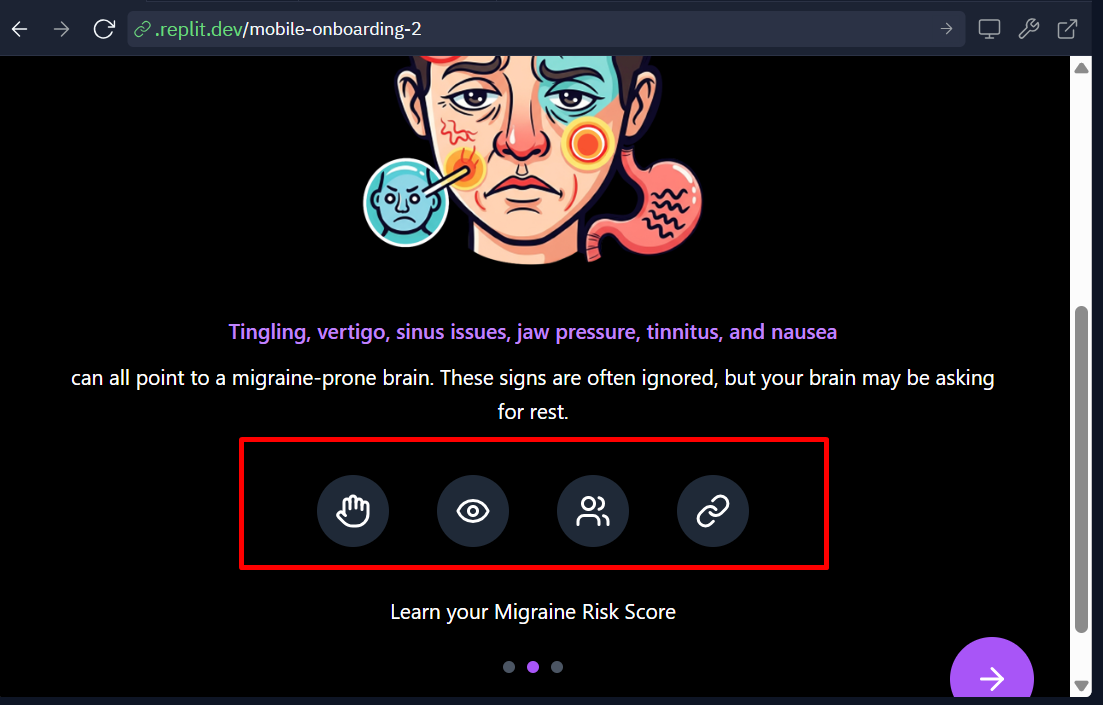 .replit.dev/mobile-onboarding-2
Tingling, vertigo, sinus issues, jaw pressure, tinnitus, and nausea
can all point to a migraine-prone brain. These signs are often ignored, but your brain may be asking
for rest.
Learn your Migraine Risk Score